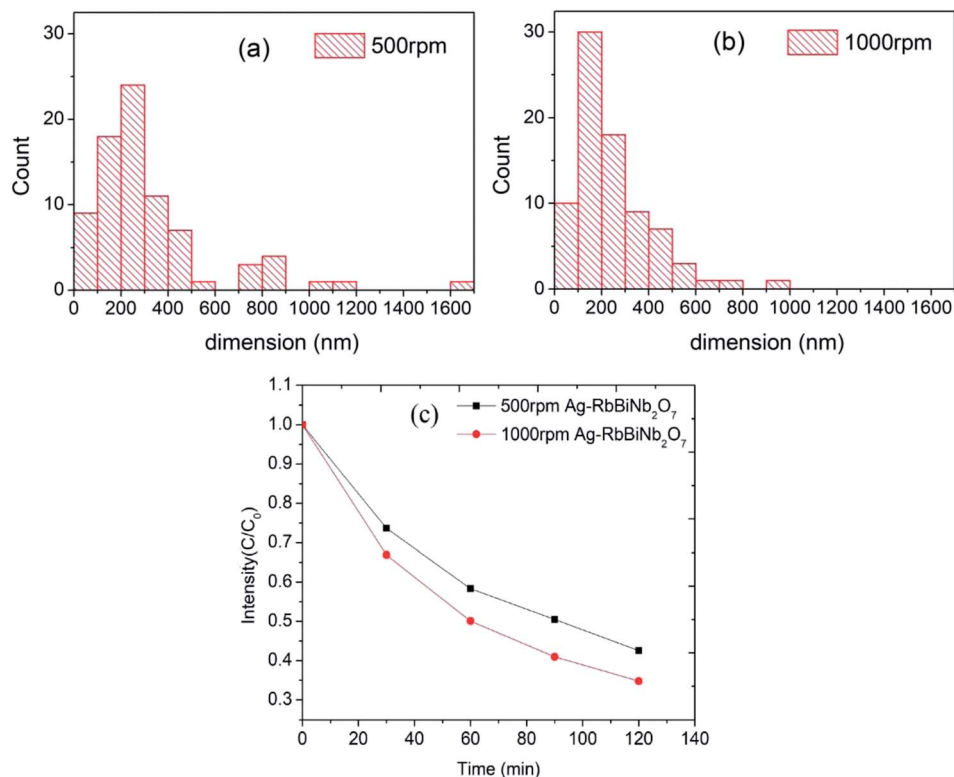 (a)
500rpm
30
20
10
0
Count
0 200 400 600 800 1000 1200 1400 1600
dimension (nm)
(b)
1000rpm
30
20
10
0
Count
0 200 400 600 800 1000 1200 1400 1600
dimension (nm)
(c)
500rpm Ag-RbBiNb₂O₇
1000rpm Ag-RbBiNb₂O₇
1.1
1.0
0.9
0.8
0.7
0.6
0.5
0.4
0.3
Intensity(C/C₀)
0 20 40 60 80 100 120 140
Time (min)